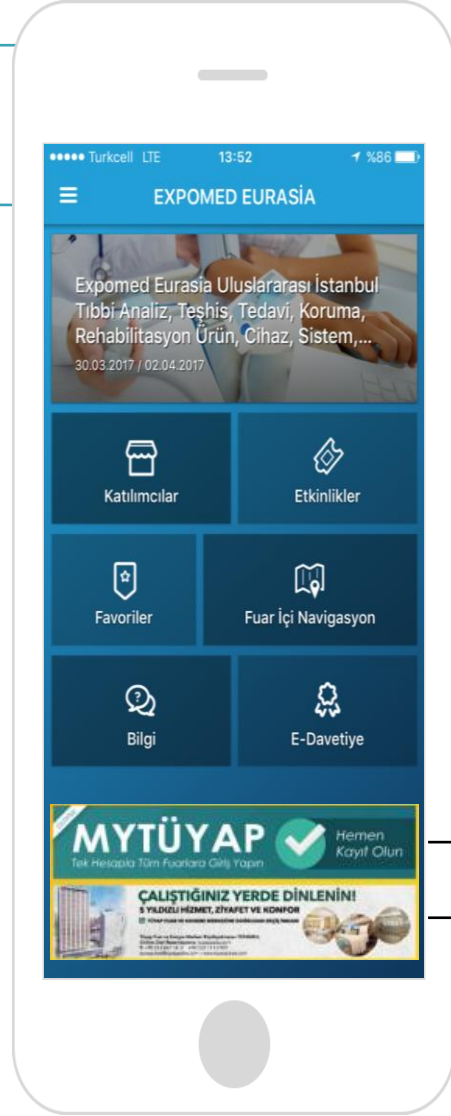 Turkcell LTE 13:52 %86
EXPOMED EURASİA
Expomed Eurasia Uluslararası İstanbul
Tıbbi Analiz, Teşhis, Tedavi, Koruma,
Rehabilitasyon Ürün, Cihaz, Sistem,...
30.03.2017 / 02.04.2017
Katılımcılar
Etkinlikler
Favoriler
Fuar İçi Navigasyon
Bilgi
E-Davetiye
MYTÜYAP
Tek Hesapla Tüm Fuarlara Giriş Yapın
Hemen
Kayıt Olun
ÇALIŞTIĞINIZ YERDE DİNLENİN!
5 YILDIZLI HİZMET, ZİYAFET VE KONFOR